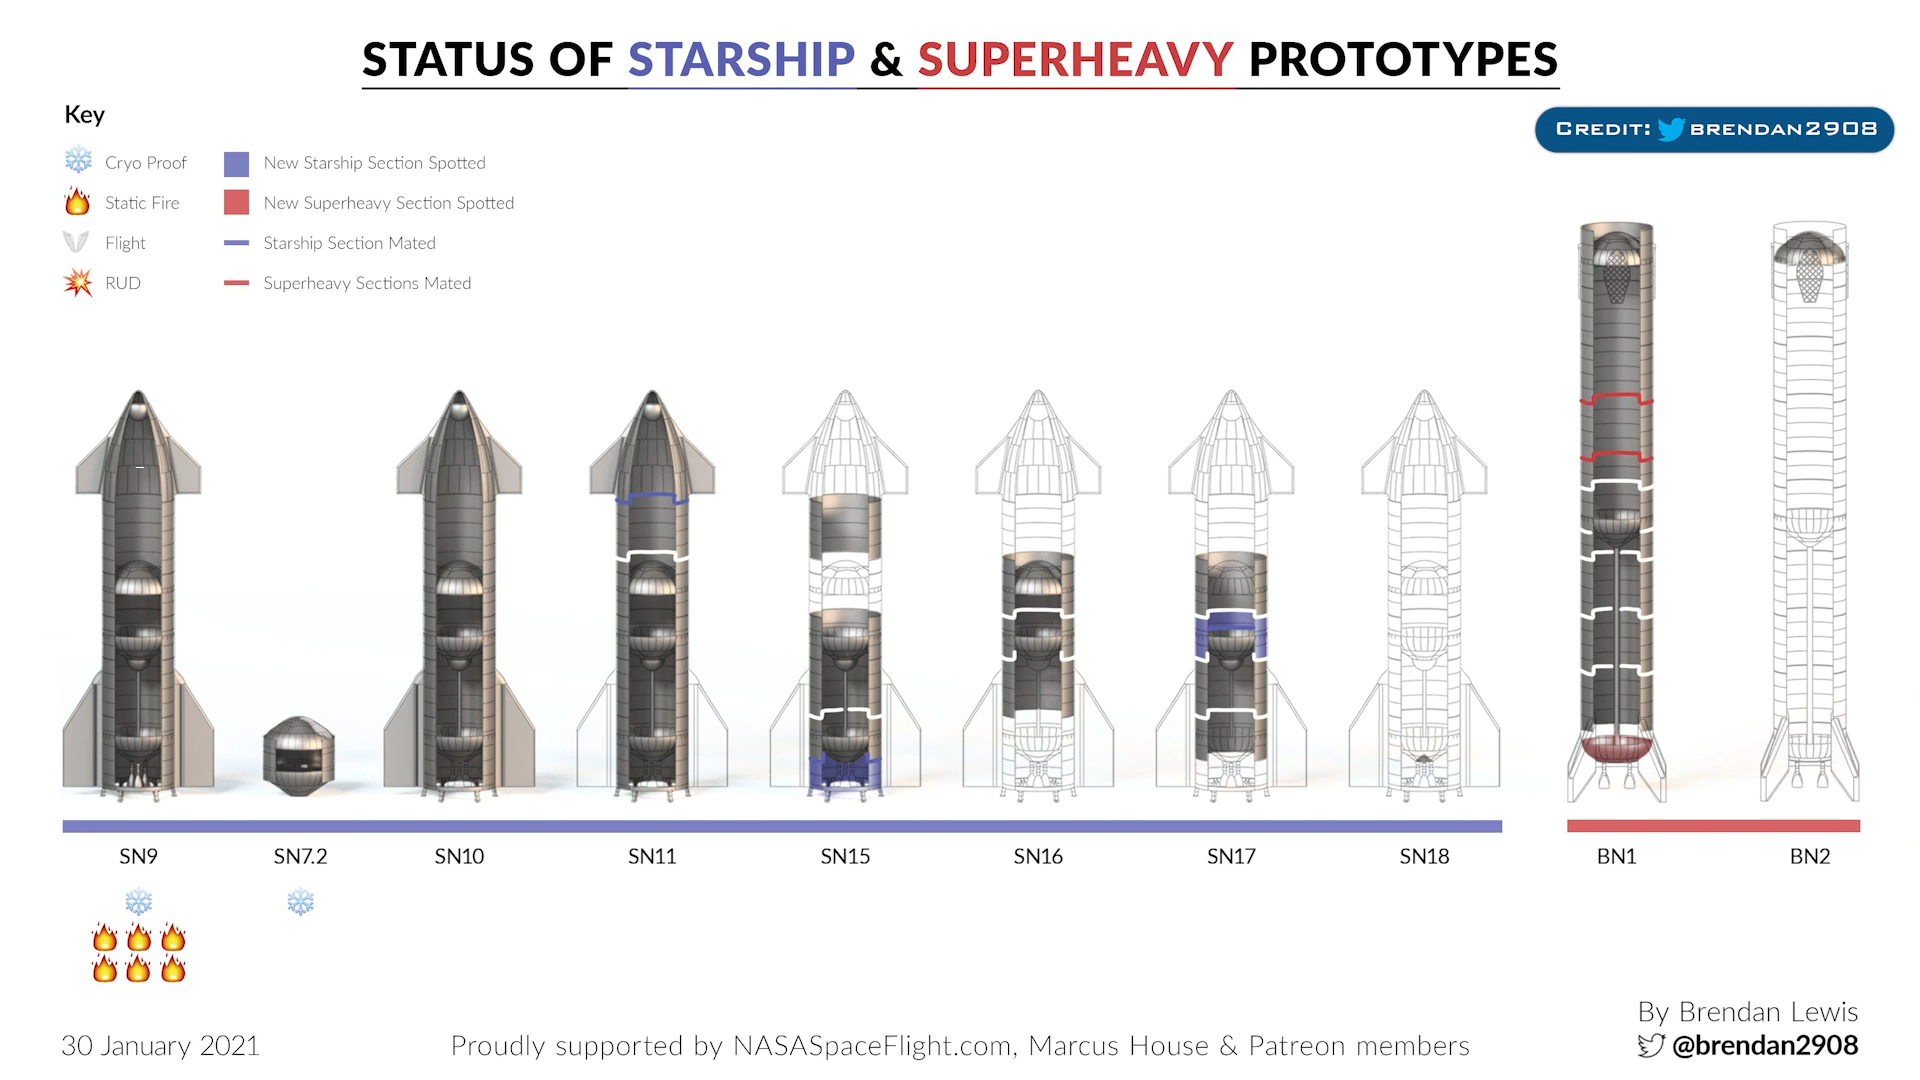 STATUS OF STARSHIP & SUPERHEAVY PROTOTYPES
Key
Credit: brendan2908
Cryo Proof
New Starship Section Spotted
Static Fire
New Superheavy Section Spotted
Flight
Starship Section Mated
RUD
Superheavy Sections Mated
SN9
SN7.2
SN10
SN11
SN15
SN16
SN17
SN18
BN1
BN2
By Brendan Lewis
30 January 2021
Proudly supported by NASASpaceFlight.com, Marcus House & Patreon members
@brendan2908